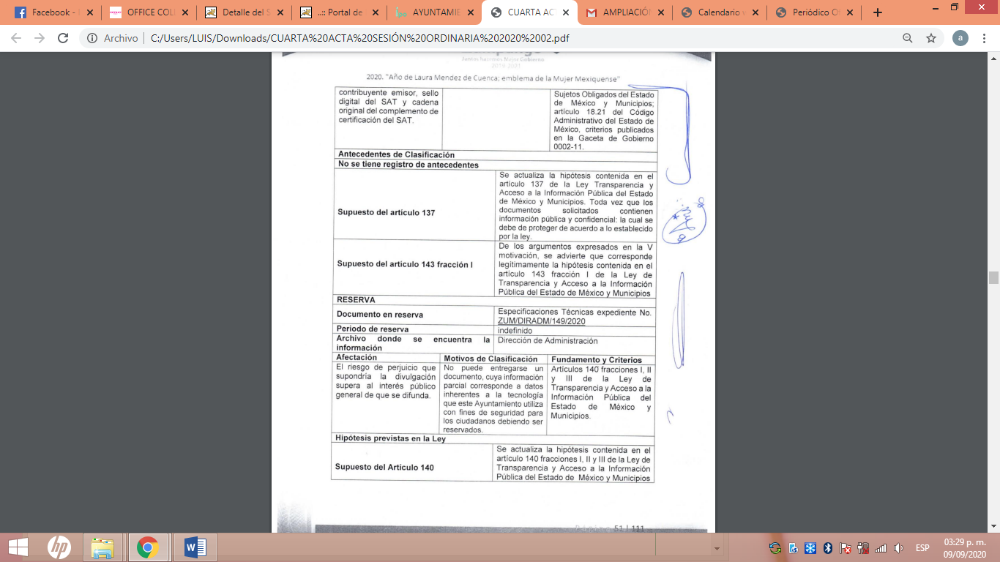 Facebook -
OFFICE COL
Detalle del S
..:: Portal de
AYUNTAMIE
CUARTA AC
AMPLIACIÓN
Calendario
Periódico O
Archivo
C:/Users/LUIS/Downloads/CUARTA%20ACTA%20SESIÓN%20ORDINARIA%202020%2002.pdf
a
Juntos hacemos Mejor Gobierno
2019-2021
2020. "Año de Laura Mendez de Cuenca; emblema de la Mujer Mexiquense"
contribuyente emisor, sello
digital del SAT y cadena
original del complemento de
certificación del SAT.
Sujetos Obligados del Estado
de México y Municipios;
artículo 18.21 del Código
Administrativo del Estado de
México, criterios publicados
en la Gaceta de Gobierno
0002-11.
Antecedentes de Clasificación
No se tiene registro de antecedentes
Supuesto del artículo 137
Se actualiza la hipótesis contenida en el
artículo 137 de la Ley Transparencia y
Acceso a la Información Pública del Estado
de México y Municipios. Toda vez que los
documentos solicitados contienen
información pública y confidencial: la cual se
debe de proteger de acuerdo a lo establecido
por la ley.
Supuesto del artículo 143 fracción I
De los argumentos expresados en la V
motivación, se advierte que corresponde
legítimamente la hipótesis contenida en el
artículo 143 fracción I de la Ley de
Transparencia y Acceso a la Información
Pública del Estado de México y Municipios
RESERVA
Documento en reserva
Especificaciones Técnicas expediente No.
ZUM/DIRADM/149/2020
Periodo de reserva
indefinido
Archivo donde se encuentra la
información
Dirección de Administración
Afectación
Motivos de Clasificación
Fundamento y Criterios
El riesgo de perjuicio que
supondría la divulgación
supera al interés público
general de que se difunda.
No puede entregarse un
documento, cuya información
parcial corresponde a datos
inherentes a la tecnología
que este Ayuntamiento utiliza
con fines de seguridad para
los ciudadanos debiendo ser
reservados.
Artículos 140 fracciones I, II
y III de la Ley de
Transparencia y Acceso a la
Información Pública del
Estado de México y
Municipios.
Hipótesis previstas en la Ley
Supuesto del Artículo 140
Se actualiza la hipótesis contenida en el
artículo 140 fracciones I, II y III de la Ley de
Transparencia y Acceso a la Información
Pública del Estado de México y Municipios
51 | 111
ESP
03:29 p. m.
09/09/2020